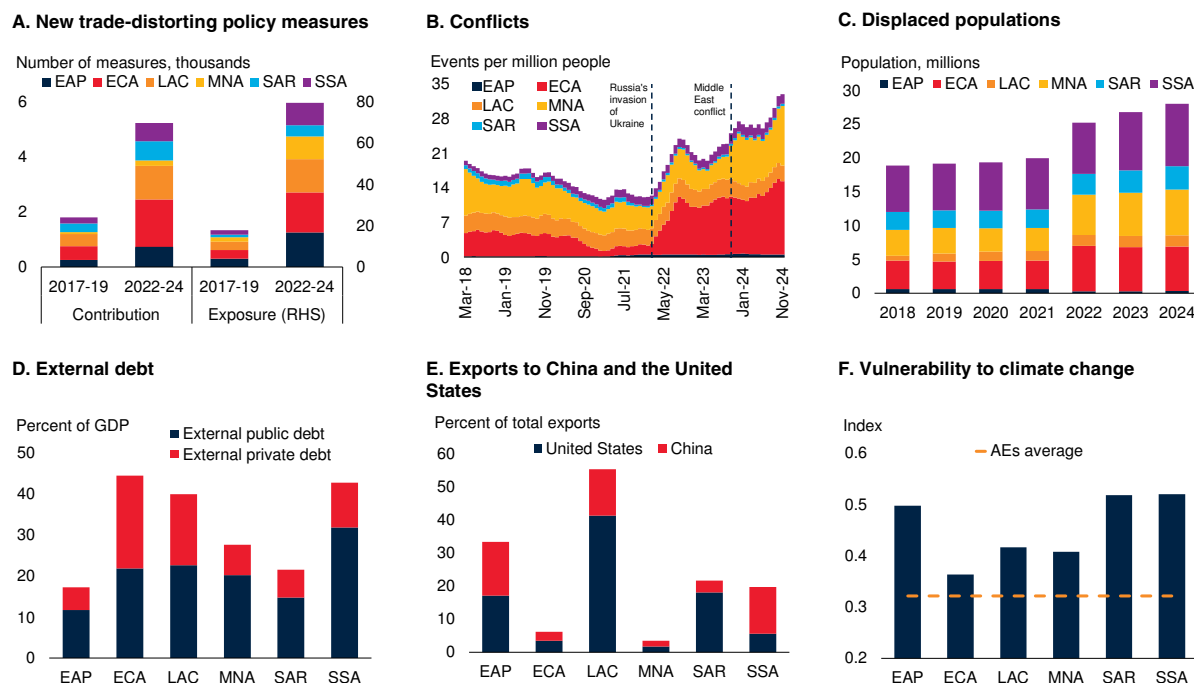 A. New trade-distorting policy measures
Number of measures, thousands
EAP ECA LAC MNA SAR SSA
6
4
2
0
80
60
40
20
0
2017-19 2022-24 2017-19 2022-24
Contribution Exposure (RHS)
B. Conflicts
Events per million people
35
28
21
14
7
0
EAP ECA
LAC MNA
SAR SSA
Russia's
invasion
of
Ukraine
Middle
East
conflict
Mar-18 Jan-19 Nov-19 Sep-20 Jul-21 May-22 Mar-23 Jan-24 Nov-24
C. Displaced populations
Population, millions
EAP ECA LAC MNA SAR SSA
30
25
20
15
10
5
0
2018 2019 2020 2021 2022 2023 2024
D. External debt
Percent of GDP
External public debt
External private debt
50
40
30
20
10
0
EAP ECA LAC MNA SAR SSA
E. Exports to China and the United
States
Percent of total exports
United States China
60
50
40
30
20
10
0
EAP ECA LAC MNA SAR SSA
F. Vulnerability to climate change
Index
AEs average
0.6
0.5
0.4
0.3
0.2
EAP ECA LAC MNA SAR SSA